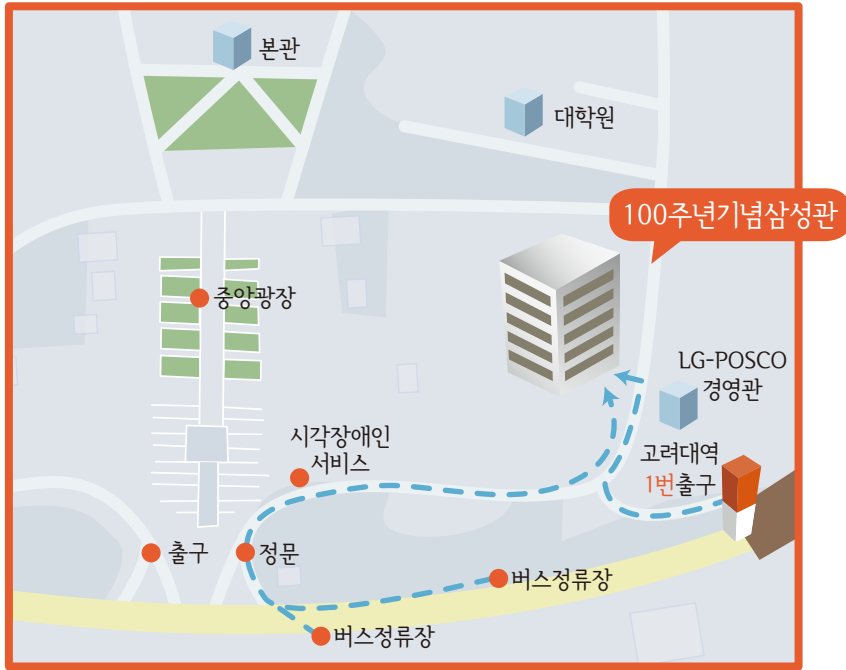 본관
대학원
100주년기념삼성관
중앙광장
LG-POSCO
경영관
시각장애인
서비스
고려대역
1번출구
출구
정문
버스정류장
버스정류장